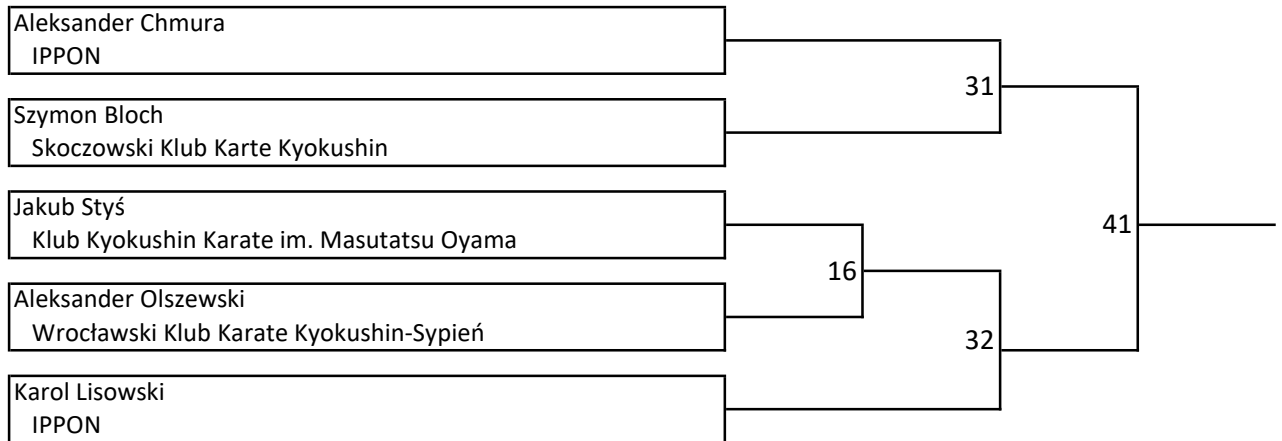 Aleksander Chmura
IPPON
31
Szymon Bloch
Skoczowski Klub Karte Kyokushin
Jakub Styś
Klub Kyokushin Karate im. Masutatsu Oyama
41
16
Aleksander Olszewski
Wrocławski Klub Karate Kyokushin-Sypień
32
Karol Lisowski
IPPON